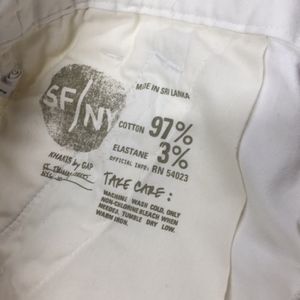 SF/NY
MADE IN SRI LANKA
COTTON 97%
ELASTANE 3%
OFFICIAL INFO: RN 54023
KHAKIS by GAP
TAKE CARE:
MACHINE WASH COLD, ONLY
NON-CHLORINE BLEACH WHEN
NEEDED, TUMBLE DRY LOW,
WARM IRON.